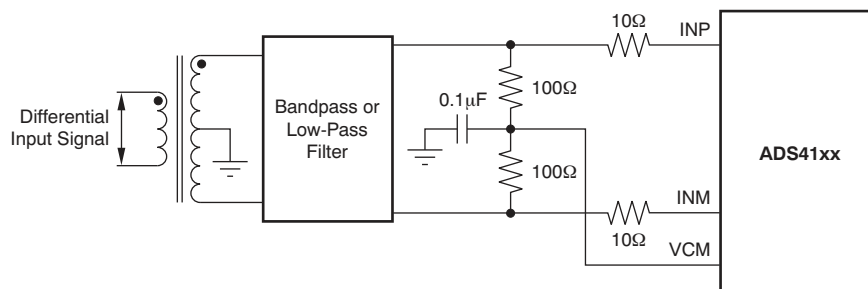 10Ω
INP
0.1μF
100Ω
Differential
Input Signal
Bandpass or
Low-Pass
Filter
ADS41xx
100Ω
INM
10Ω
VCM